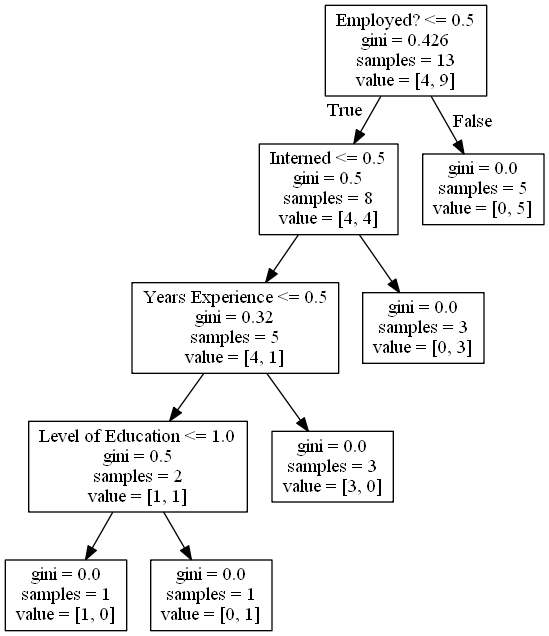 Employed? <= 0.5
gini = 0.426
samples = 13
value = [4, 9]
True
False
Interned <= 0.5
gini = 0.5
samples = 8
value = [4, 4]
gini = 0.0
samples = 5
value = [0, 5]
Years Experience <= 0.5
gini = 0.32
samples = 5
value = [4, 1]
gini = 0.0
samples = 3
value = [0, 3]
Level of Education <= 1.0
gini = 0.5
samples = 2
value = [1, 1]
gini = 0.0
samples = 3
value = [3, 0]
gini = 0.0
samples = 1
value = [1, 0]
gini = 0.0
samples = 1
value = [0, 1]